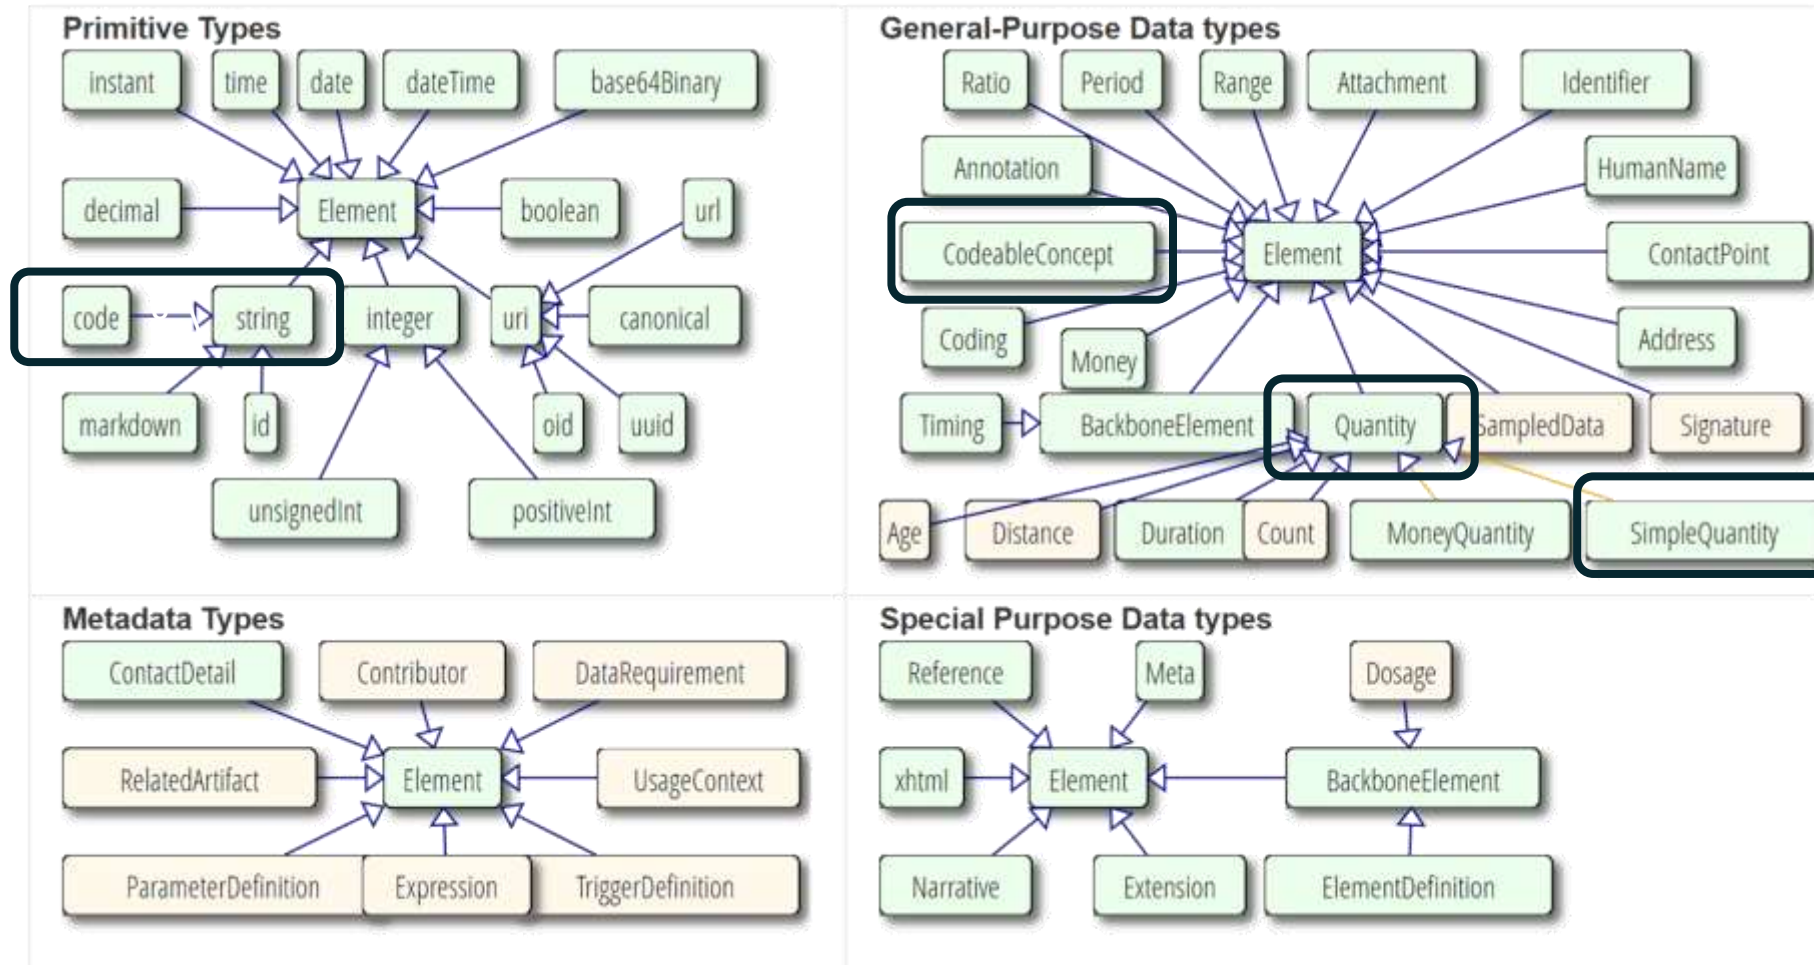 Primitive Types
instant
time
date
dateTime
base64Binary
decimal
Element
boolean
url
code
string
integer
uri
canonical
markdown
id
oid
uuid
unsignedInt
positiveInt
General-Purpose Data types
Ratio
Period
Range
Attachment
Identifier
Annotation
HumanName
CodeableConcept
Element
ContactPoint
Coding
Money
Address
Timing
BackboneElement
Quantity
SampledData
Signature
Age
Distance
Duration
Count
MoneyQuantity
SimpleQuantity
Metadata Types
ContactDetail
Contributor
DataRequirement
RelatedArtifact
Element
UsageContext
ParameterDefinition
Expression
TriggerDefinition
Special Purpose Data types
Reference
Meta
Dosage
xhtml
Element
BackboneElement
Narrative
Extension
ElementDefinition